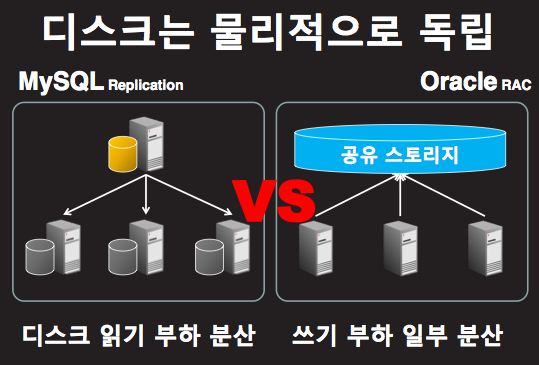 디스크는 물리적으로 독립
MySQL Replication
Oracle RAC
공유 스토리지
VS
디스크 읽기 부하 분산
쓰기 부하 일부 분산